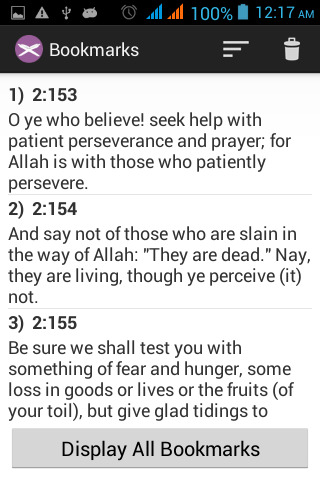 100% 12:17 AM
Bookmarks
1) 2:153
O ye who believe! seek help with
patient perseverance and prayer; for
Allah is with those who patiently
persevere.
2) 2:154
And say not of those who are slain in
the way of Allah: "They are dead." Nay,
they are living, though ye perceive (it)
not.
3) 2:155
Be sure we shall test you with
something of fear and hunger, some
loss in goods or lives or the fruits (of
your toil), but give glad tidings to
Display All Bookmarks